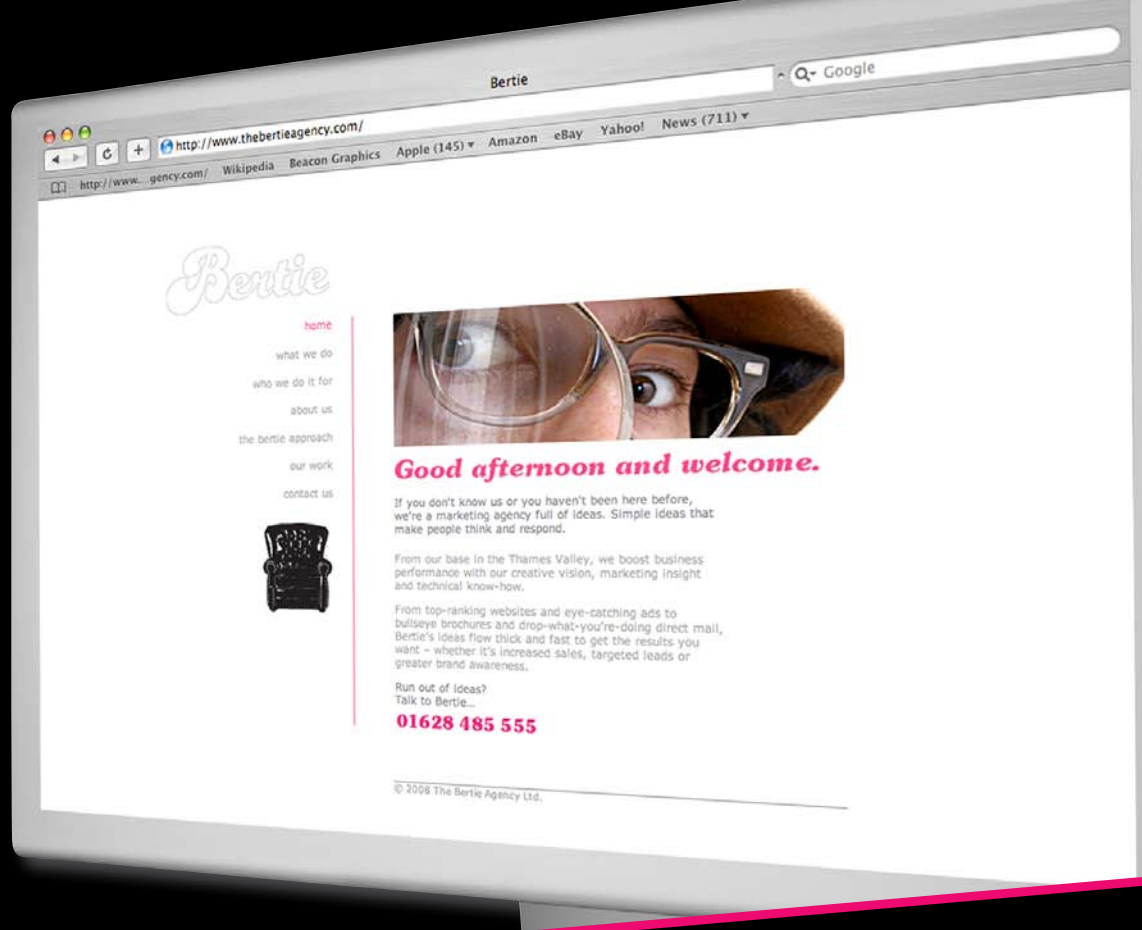 Bertie
http://www.thebertieagency.com/
Google
http://www. gency.com/ Wikipedia Beacon Graphics Apple (145) Amazon eBay Yahoo! News (711)
Bertie
home
what we do
who we do it for
about us
the bertie approach
our work
contact us
Good afternoon and welcome.
If you don't know us or you haven't been here before,
we're a marketing agency full of ideas. Simple ideas that
make people think and respond.
From our base in the Thames Valley, we boost business
performance with our creative vision, marketing insight
and technical know-how.
From top-ranking websites and eye-catching ads to
bullseye brochures and drop-what-you're-doing direct mail,
Bertie's ideas flow thick and fast to get the results you
want – whether it's increased sales, targeted leads or
greater brand awareness.
Run out of ideas?
Talk to Bertie...
01628 485 555
© 2008 The Bertie Agency Ltd.